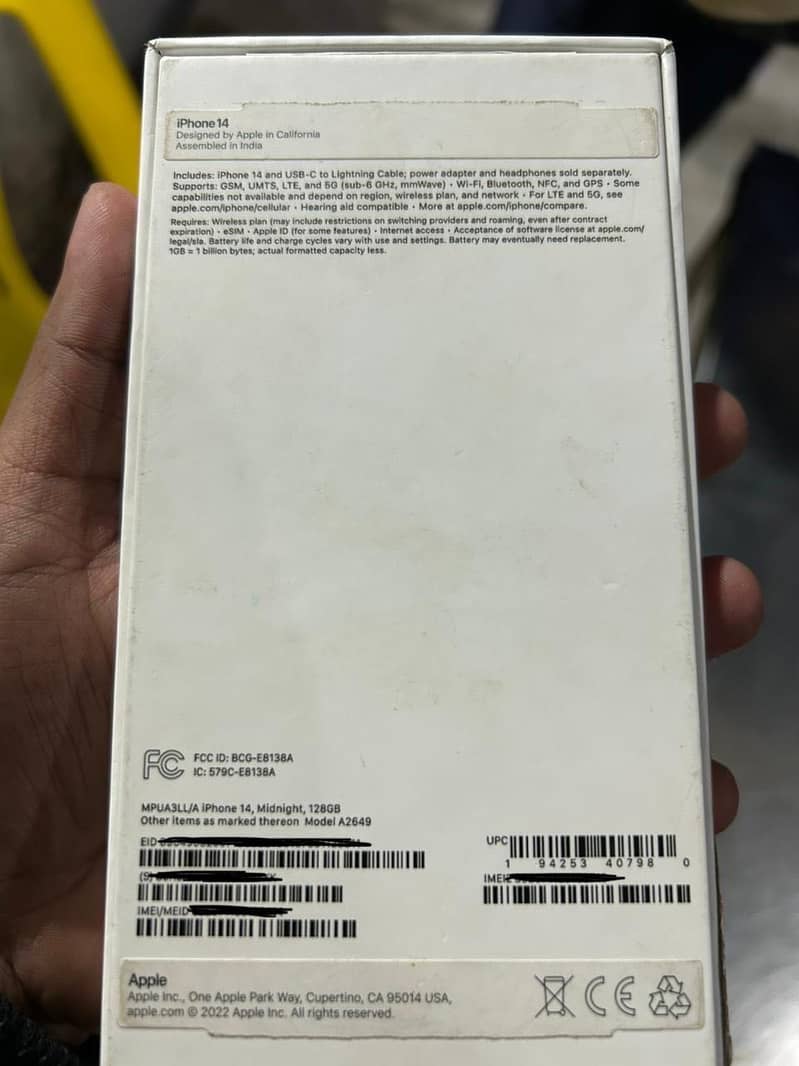 iPhone 14
Designed by Apple in California
Assembled in India
Includes: iPhone 14 and USB-C to Lightning Cable; power adapter and headphones sold separately.
Supports: GSM, UMTS, LTE, and 5G (sub-6 GHz, mmWave) • Wi-Fi, Bluetooth, NFC, and GPS • Some
capabilities not available and depend on region, wireless plan, and network • For LTE and 5G, see
apple.com/iphone/cellular • Hearing aid compatible • More at apple.com/iphone/compare.
Requires: Wireless plan (may include restrictions on switching providers and roaming, even after contract
expiration) • eSIM • Apple ID (for some features) • Internet access • Acceptance of software license at apple.com/
legal/sla. Battery life and charge cycles vary with use and settings. Battery may eventually need replacement.
1GB = 1 billion bytes; actual formatted capacity less.
FC
FCC ID: BCG-E8138A
IC: 579C-E8138A
MPUA3LL/A iPhone 14, Midnight, 128GB
Other items as marked thereon Model A2649
EID
UPC
1 94253 40798 0
(S)
IMEI2
IMEI/MEID
Apple
Apple Inc., One Apple Park Way, Cupertino, CA 95014 USA,
apple.com © 2022 Apple Inc. All rights reserved.
CE